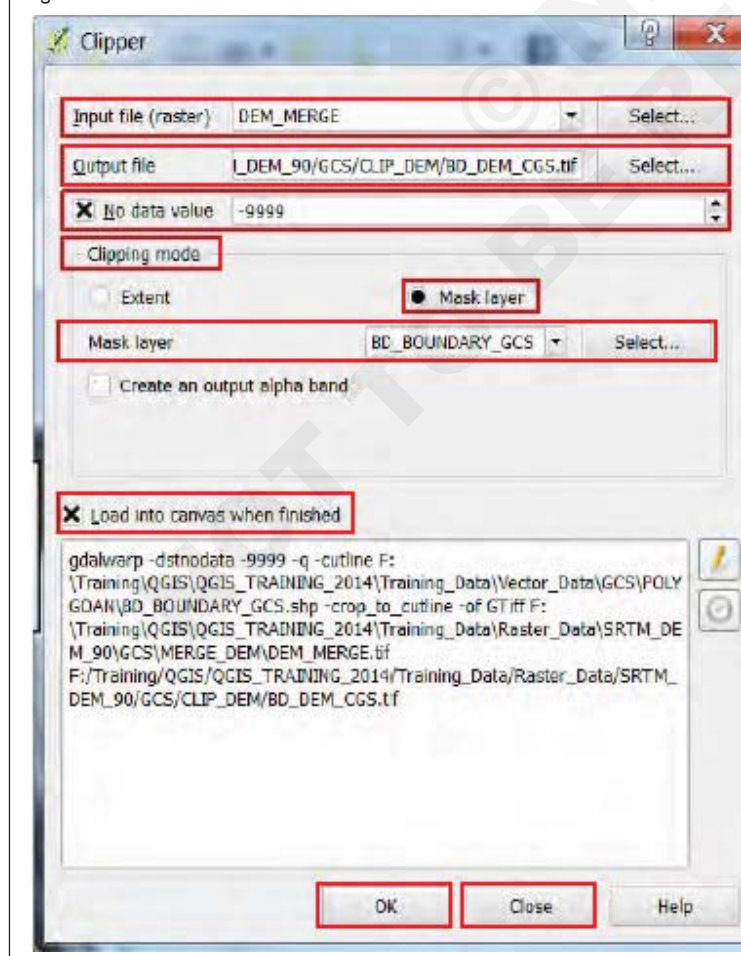 Clipper
Input file (raster) DEM_MERGE Select...
Output file L_DEM_90/GCS/CLIP_DEM/BD_DEM_CGS.tif Select...
No data value -9999
Clipping mode
Extent Mask layer
Mask layer BD_BOUNDARY_GCS Select...
Create an output alpha band
Load into canvas when finished
gdalwarp -dstnodata -9999 -q -cutline F:
\Training\QGIS\QGIS_TRAINING_2014\Training_Data\Vector_Data\GCS\POLY
GOAN\BD_BOUNDARY_GCS.shp -crop_to_cutline -of GTiff F:
\Training\QGIS\QGIS_TRAINING_2014\Training_Data\Raster_Data\SRTM_DE
M_90\GCS\MERGE_DEM\DEM_MERGE.tif
F:/Training/QGIS/QGIS_TRAINING_2014/Training_Data/Raster_Data/SRTM_
DEM_90/GCS/CLIP_DEM/BD_DEM_CGS.tif
OK Close Help